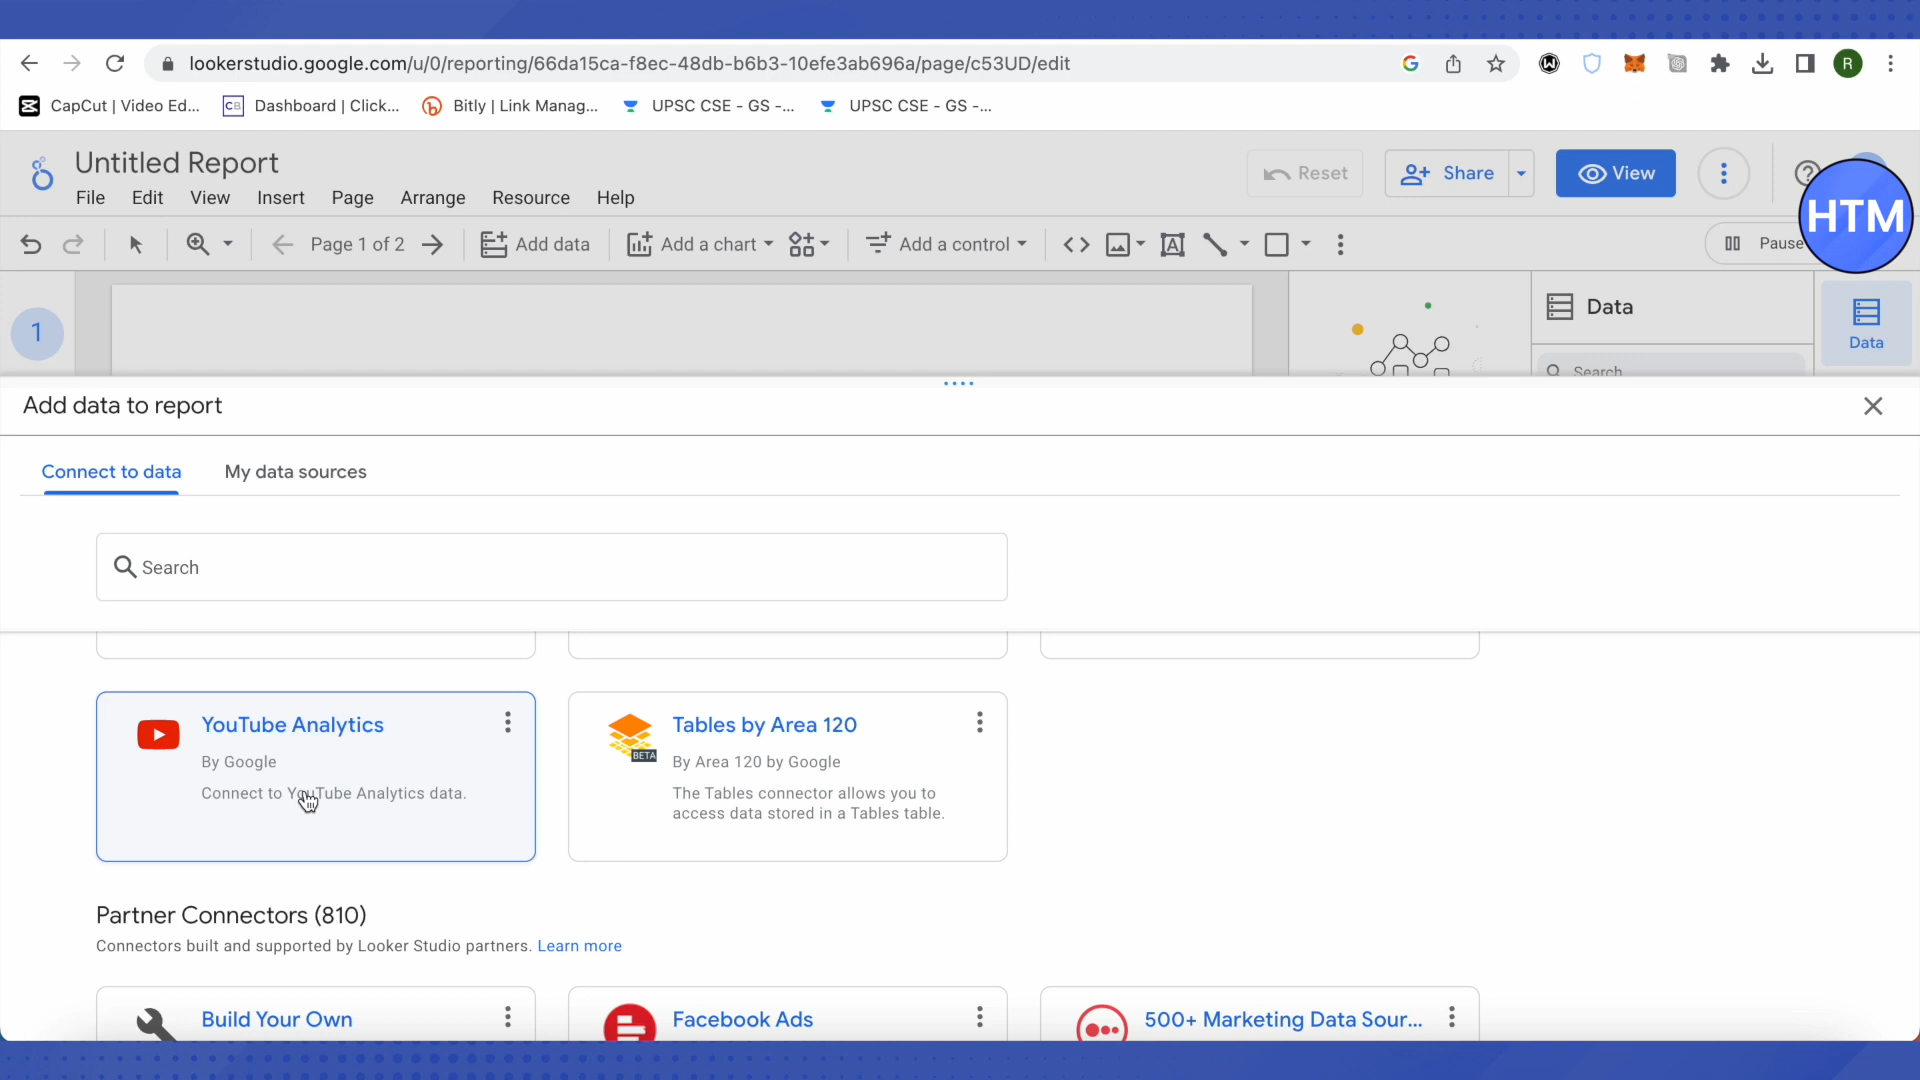 lookerstudio.google.com/u/0/reporting/66da15ca-f8ec-48db-b6b3-10efe3ab696a/page/c53UD/edit
R
CapCut | Video Ed...
CB
Dashboard | Click...
Bitly | Link Manag...
UPSC CSE - GS -...
UPSC CSE - GS -...
Untitled Report
File Edit View Insert Page Arrange Resource Help
Reset
Share
View
HTM
Page 1 of 2
Add data
Add a chart
Add a control
Pause
1
Data
Search
Data
Add data to report
Connect to data
My data sources
Search
YouTube Analytics
By Google
Connect to YouTube Analytics data.
BETA
Tables by Area 120
By Area 120 by Google
The Tables connector allows you to
access data stored in a Tables table.
Partner Connectors (810)
Connectors built and supported by Looker Studio partners. Learn more
Build Your Own
Facebook Ads
500+ Marketing Data Sour...